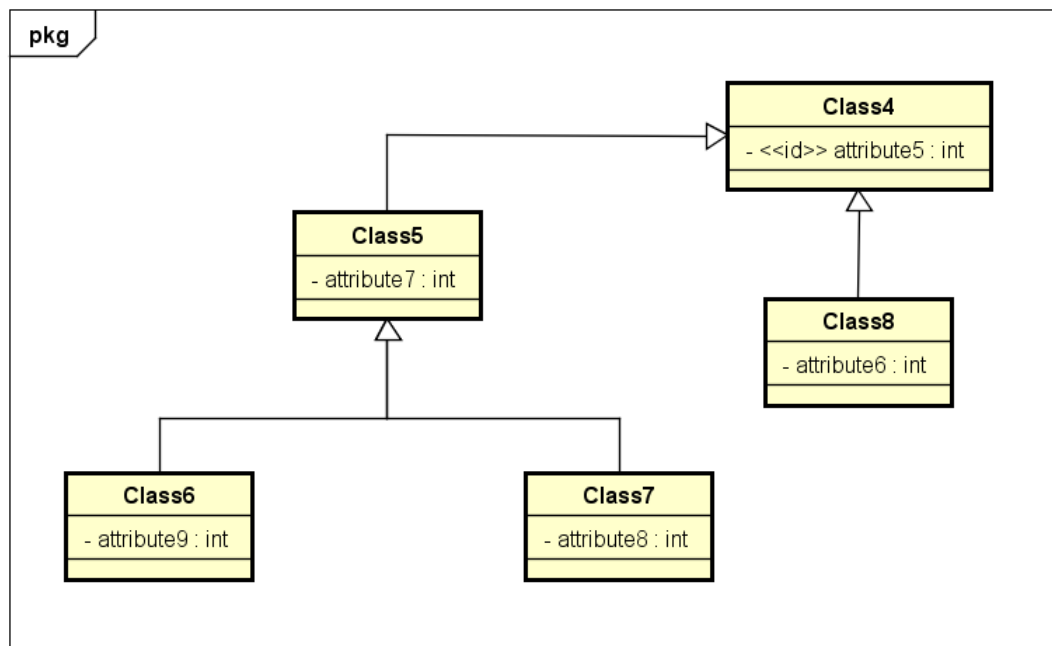 pkg
Class4
- <<id>> attribute5 : int
Class5
- attribute7 : int
Class8
- attribute6 : int
Class6
- attribute9 : int
Class7
- attribute8 : int